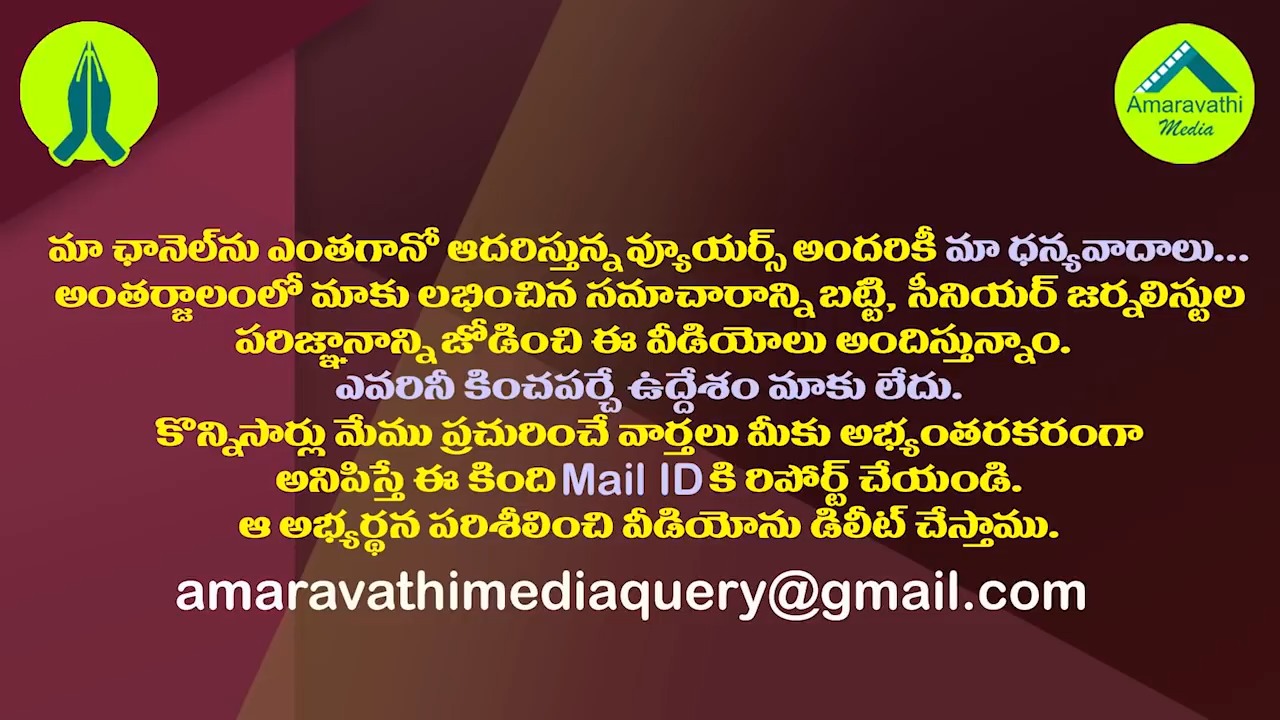 Amaravathi
Media
మా ఛానెల్‌ను ఎంతగానో ఆదరిస్తున్న వ్యూయర్స్ అందరికీ మా ధన్యవాదాలు...
అంతర్జాలంలో మాకు లభించిన సమాచారాన్ని బట్టి, సీనియర్ జర్నలిస్టుల
పరిజ్ఞానాన్ని జోడించి ఈ వీడియోలు అందిస్తున్నాం.
ఎవరినీ కించపర్చే ఉద్దేశం మాకు లేదు.
కొన్నిసార్లు మేము ప్రచురించే వార్తలు మీకు అభ్యంతరకరంగా
అనిపిస్తే ఈ కింది Mail ID కి రిపోర్ట్ చేయండి.
ఆ అభ్యర్థన పరిశీలించి వీడియోను డిలీట్ చేస్తాము.
amaravathimediaquery@gmail.com